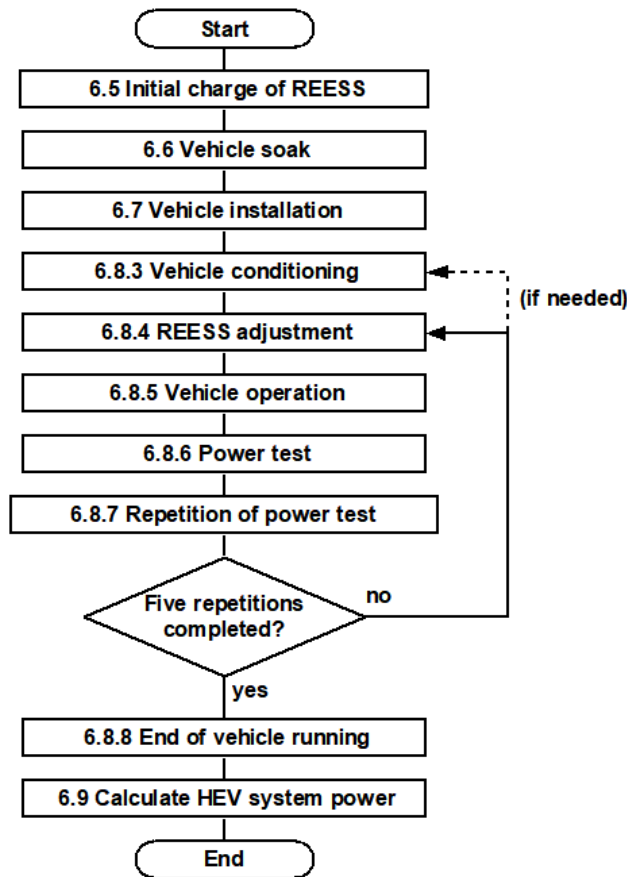 Start
6.5 Initial charge of REESS
6.6 Vehicle soak
6.7 Vehicle installation
6.8.3 Vehicle conditioning
(if needed)
6.8.4 REESS adjustment
6.8.5 Vehicle operation
6.8.6 Power test
6.8.7 Repetition of power test
Five repetitions
completed?
no
yes
6.8.8 End of vehicle running
6.9 Calculate HEV system power
End